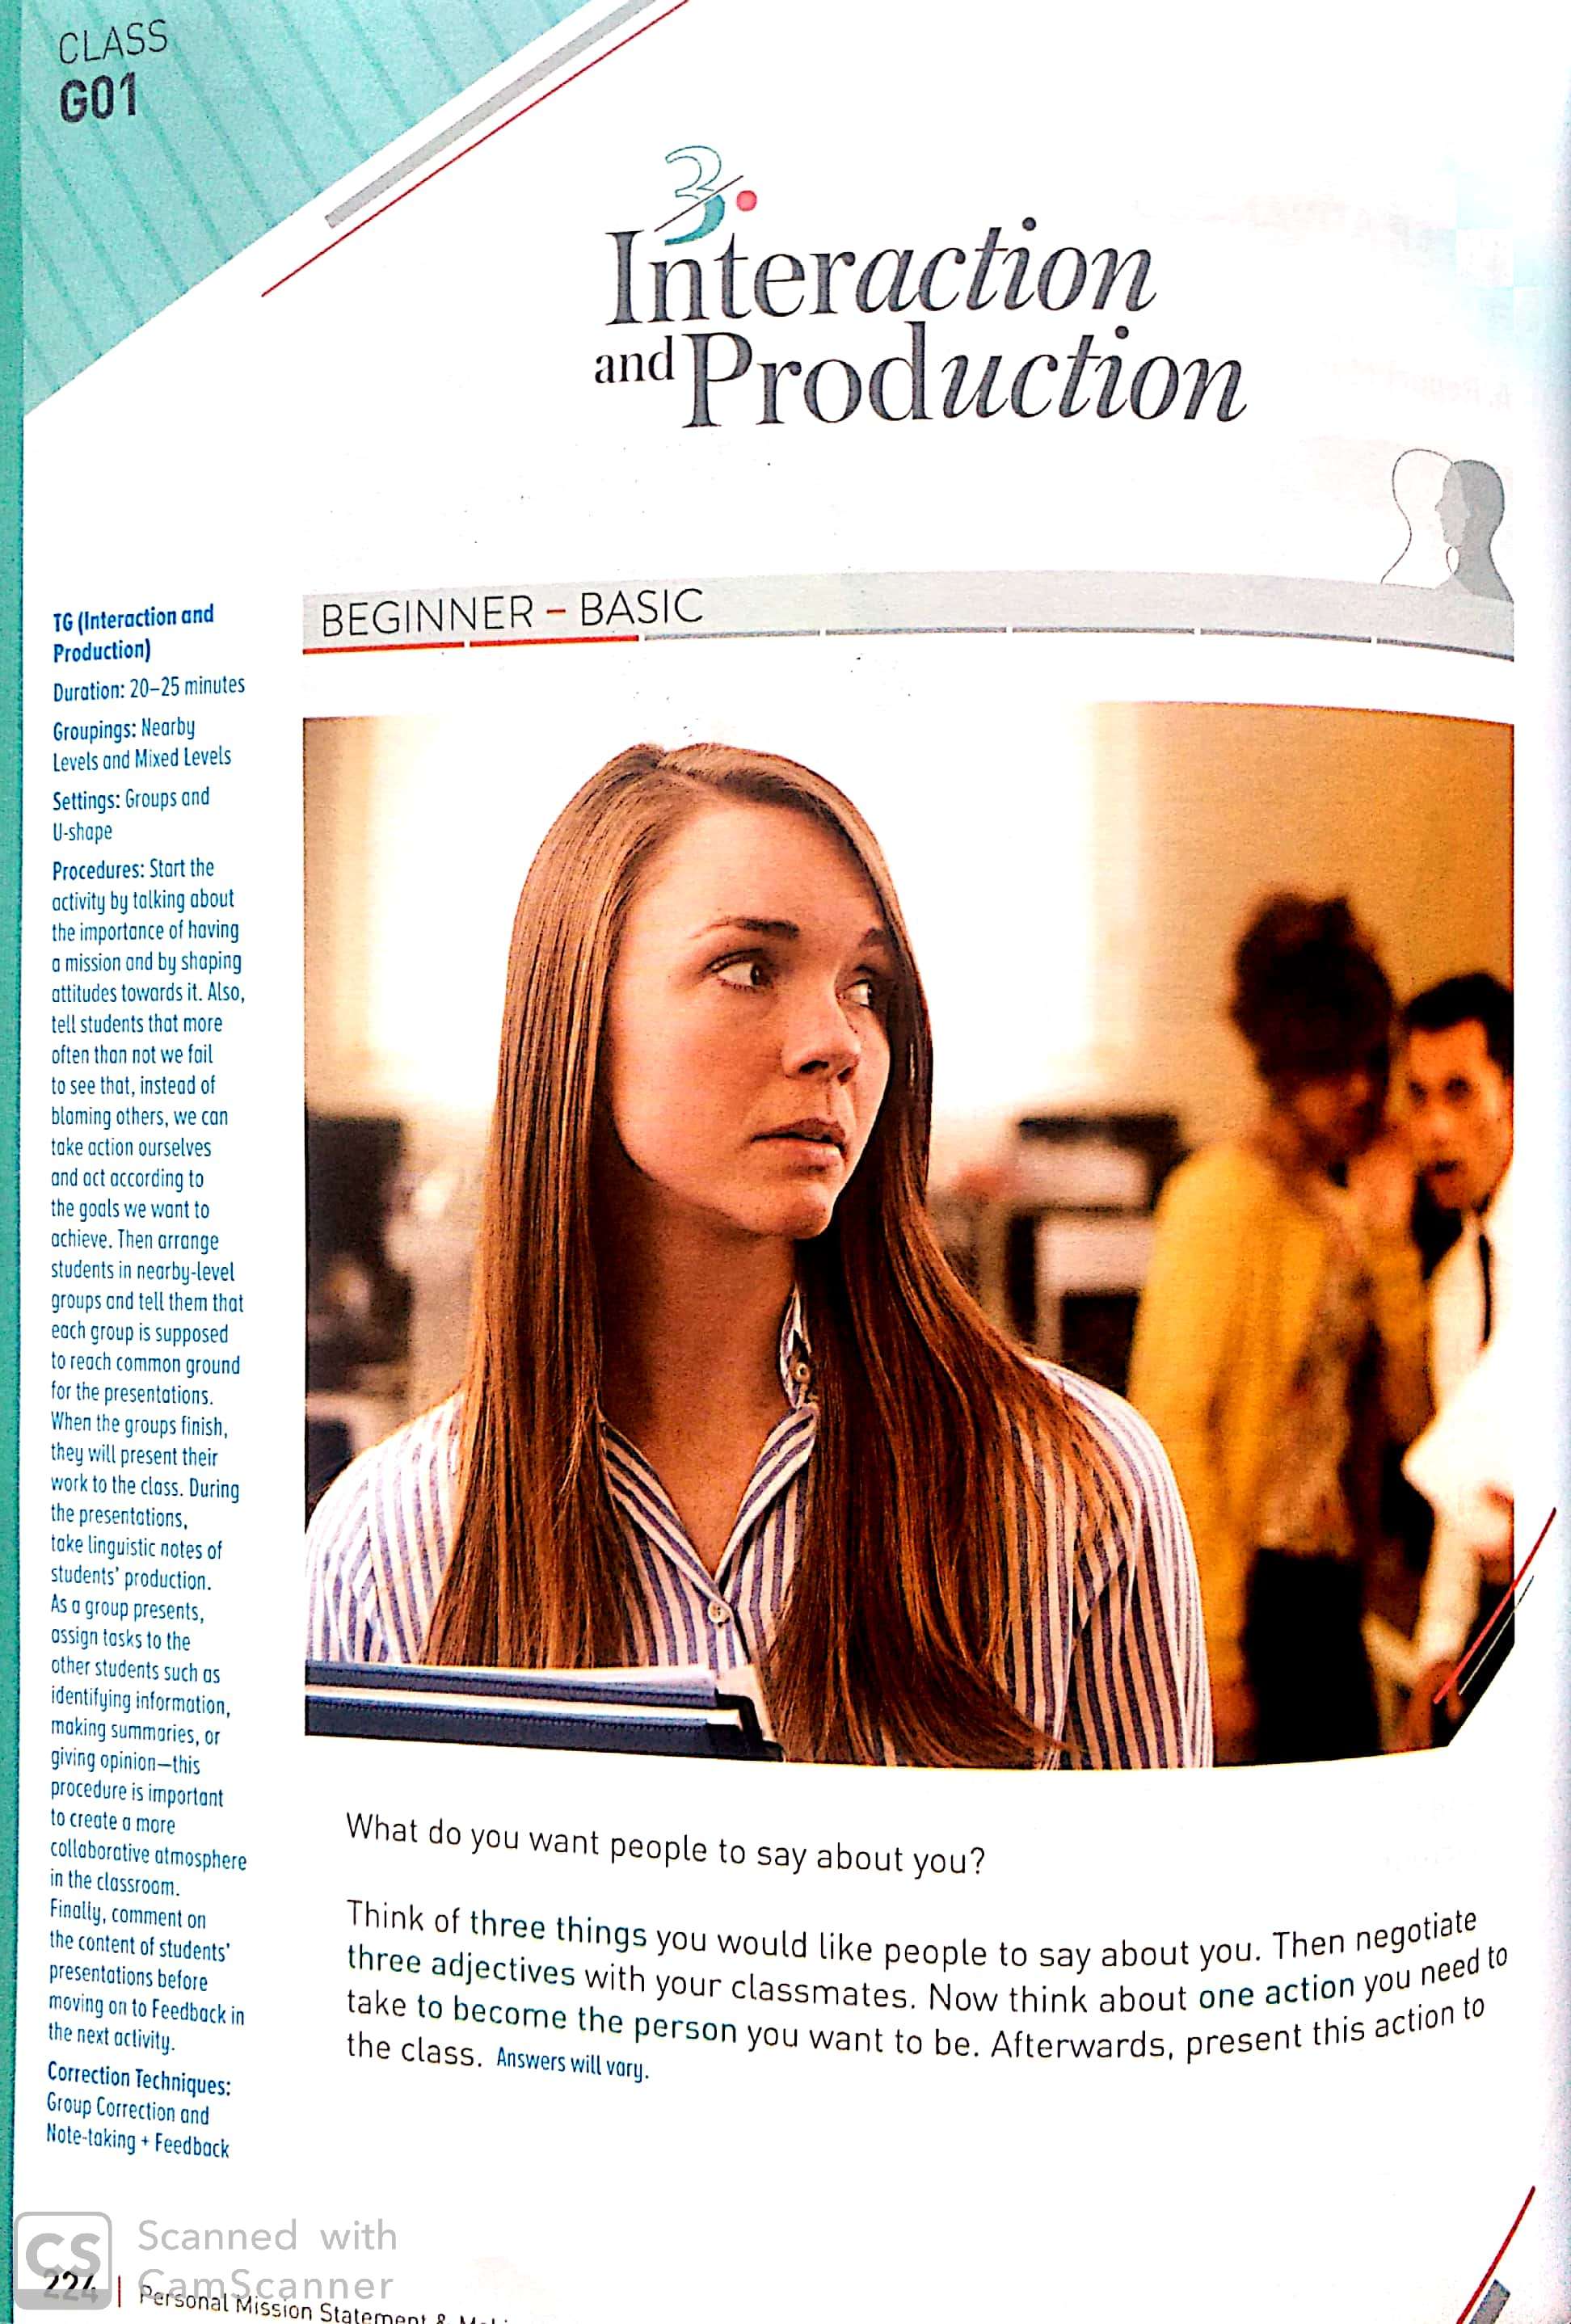 CLASS
G01
3.
Interaction
and Production
BEGINNER – BASIC
TG (Interaction and
Production)
Duration: 20–25 minutes
Groupings: Nearby
Levels and Mixed Levels
Settings: Groups and
U-shape
Procedures: Start the
activity by talking about
the importance of having
a mission and by shaping
attitudes towards it. Also,
tell students that more
often than not we fail
to see that, instead of
blaming others, we can
take action ourselves
and act according to
the goals we want to
achieve. Then arrange
students in nearby-level
groups and tell them that
each group is supposed
to reach common ground
for the presentations.
When the groups finish,
they will present their
work to the class. During
the presentations,
take linguistic notes of
students' production.
As a group presents,
assign tasks to the
other students such as
identifying information,
making summaries, or
giving opinion—this
procedure is important
to create a more
collaborative atmosphere
in the classroom.
Finally, comment on
the content of students'
presentations before
moving on to Feedback in
the next activity.
Correction Techniques:
Group Correction and
Note-taking + Feedback
What do you want people to say about you?
Think of three things you would like people to say about you. Then negotiate
three adjectives with your classmates. Now think about one action you need to
take to become the person you want to be. Afterwards, present this action to
the class. Answers will vary.
CS Scanned with
CamScanner
224 | Personal Mission Statement &